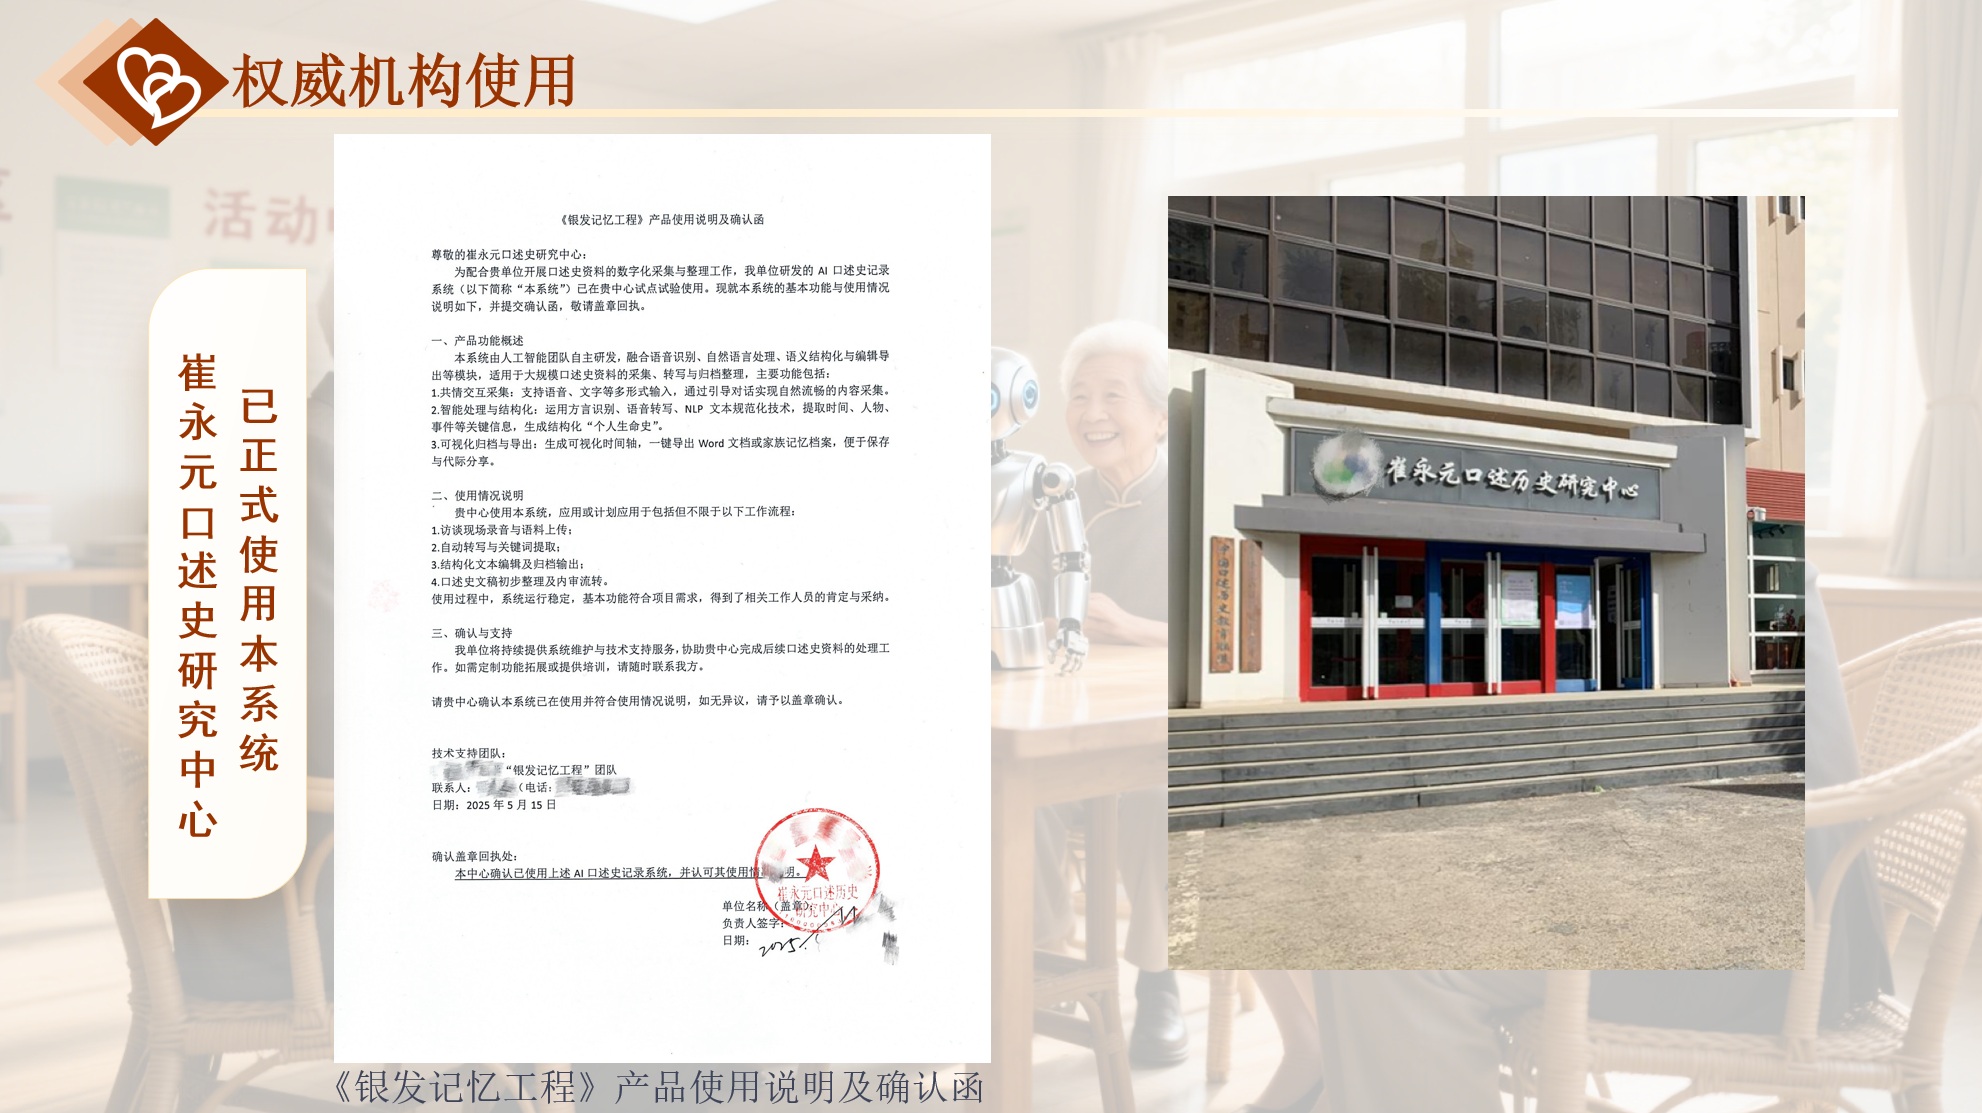 权威机构使用
活动
崔永元口述史研究中心
已正式使用本系统
《银发记忆工程》产品使用说明及确认函
尊敬的崔永元口述史研究中心：
为配合贵单位开展口述史资料的数字化采集与整理工作，我单位研发的 AI 口述史记录
系统（以下简称“本系统”）已在贵中心试点试验使用。现就本系统的基本功能与使用情况
说明如下，并提交确认函，敬请盖章回执。
一、产品功能概述
本系统由人工智能团队自主研发，融合语音识别、自然语言处理、语义结构化与编辑导
出等模块，适用于大规模口述史资料的采集、转写与归档整理，主要功能包括：
1.共情交互采集：支持语音、文字等多形式输入，通过引导对话实现自然流畅的内容采集。
2.智能处理与结构化：运用方言识别、语音转写、NLP 文本规范化技术，提取时间、人物、
事件等关键信息，生成结构化“个人生命史”。
3.可视化归档与导出：生成可视化时间轴，一键导出 Word 文档或家族记忆档案，便于保存
与代际分享。
二、使用情况说明
贵中心使用本系统，应用或计划应用于包括但不限于以下工作流程：
1.访谈现场录音与语料上传；
2.自动转写与关键词提取；
3.结构化文本编辑及归档输出；
4.口述史文稿初步整理及内审流转。
使用过程中，系统运行稳定，基本功能符合项目需求，得到了相关工作人员的肯定与采纳。
三、确认与支持
我单位将持续提供系统维护与技术支持服务，协助贵中心完成后续口述史资料的处理工
作。如需定制功能拓展或提供培训，请随时联系我方。
请贵中心确认本系统已在使用并符合使用情况说明，如无异议，请予以盖章确认。
技术支持团队：
“银发记忆工程”团队
联系人： （电话：
日期：2025 年 5 月 15 日
确认盖章回执处：
本中心确认已使用上述 AI 口述史记录系统，并认可其使用情 明。
单位名称（盖章）：
负责人签字：
日期：2025.
崔永元口述历史
研究中心
《银发记忆工程》产品使用说明及确认函
崔永元口述历史研究中心
中国口述历史教育